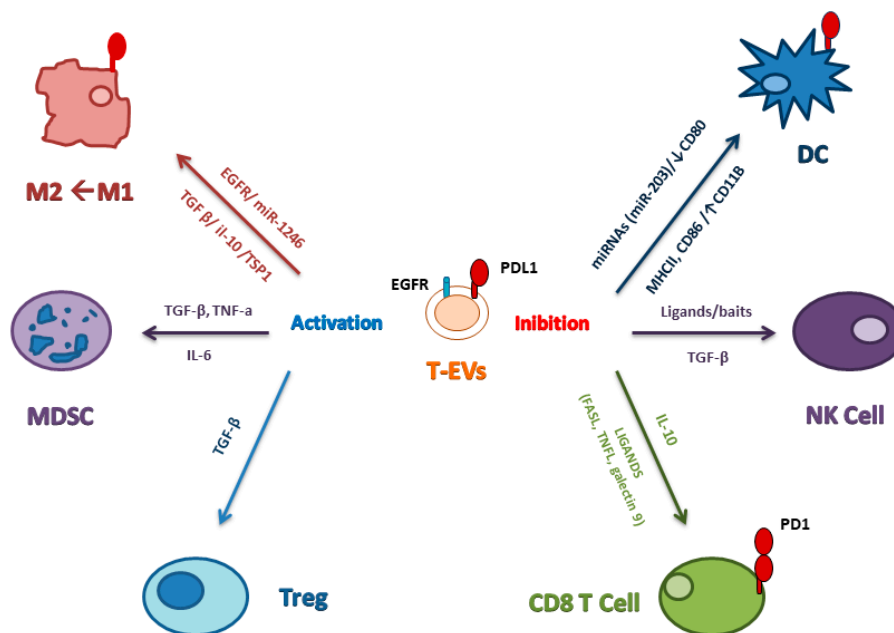 DC
M2 ←M1
EGFR/ miR-1246
TGF β/ il-10 /TSP1
miRNAs (miR-203)/↓CD80
MHCII, CD86 /↑CD11B
PDL1
EGFR
TGF-β, TNF-a
Activation
Inibition
Ligands/baits
IL-6
T-EVs
TGF-β
MDSC
NK Cell
TGF-β
IL-10
LIGANDS
(FASL, TNFL, galectin 9)
PD1
Treg
CD8 T Cell